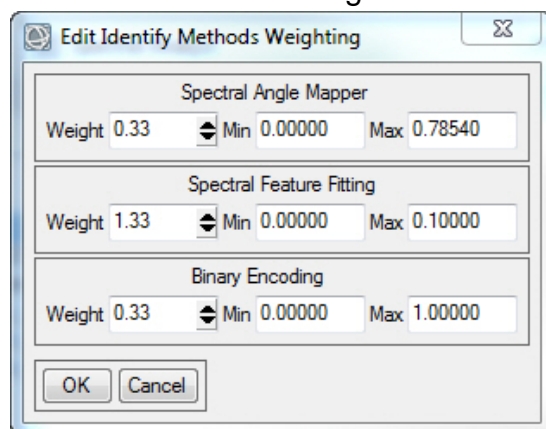 Edit Identify Methods Weighting
Spectral Angle Mapper
Weight 0.33 Min 0.00000 Max 0.78540
Spectral Feature Fitting
Weight 1.33 Min 0.00000 Max 0.10000
Binary Encoding
Weight 0.33 Min 0.00000 Max 1.00000
OK Cancel